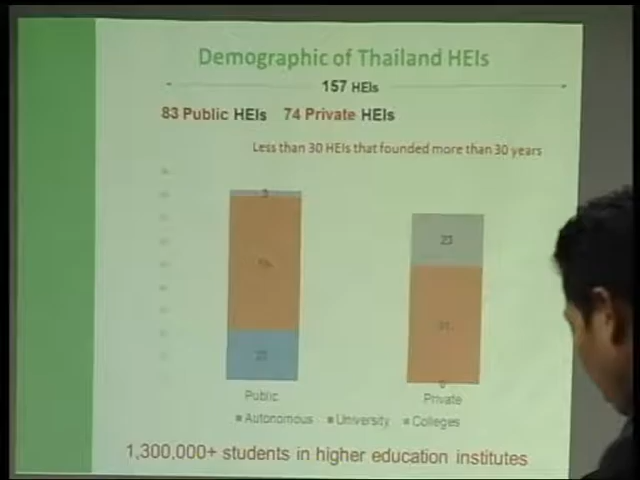 Demographic of Thailand HEIs
157 HEIs
83 Public HEIs 74 Private HEIs
Less than 30 HEIs that founded more than 30 years
23
0
Public
Private
Autonomous University Colleges
1,300,000+ students in higher education institutes